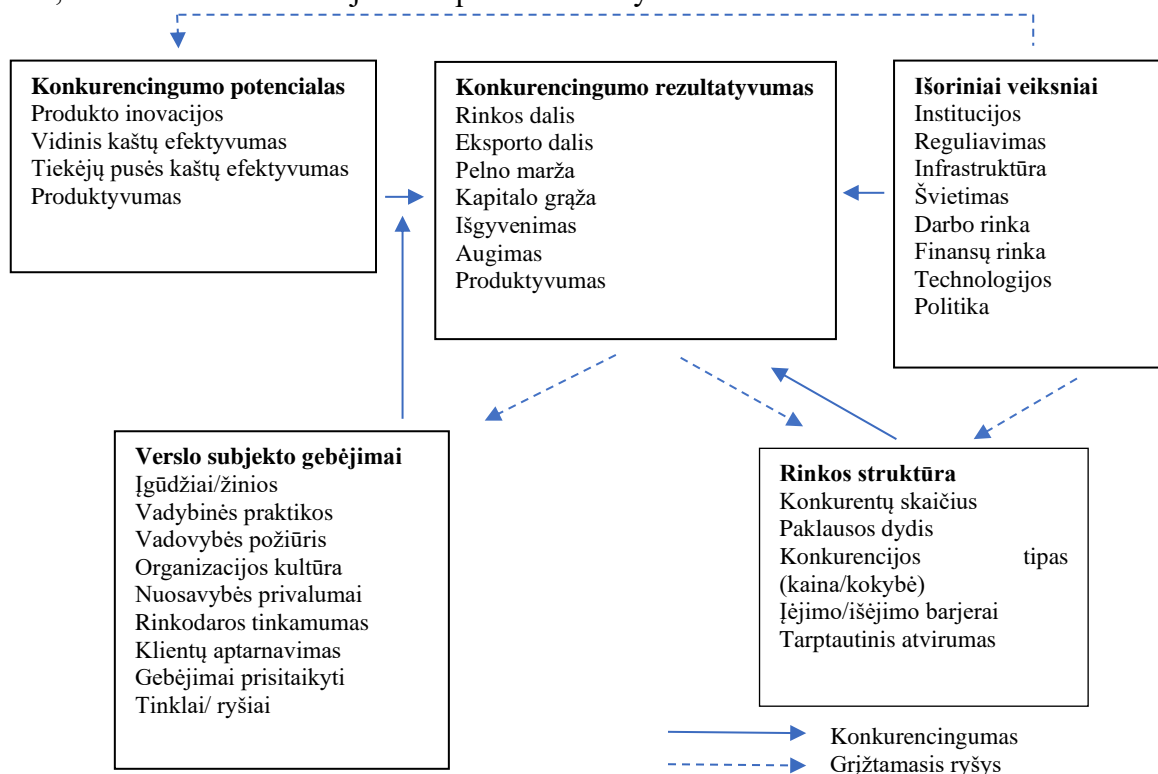 Konkurencingumo potencialas
Produkto inovacijos
Vidinis kaštų efektyvumas
Tiekėjų pusės kaštų efektyvumas
Produktyvumas
Konkurencingumo rezultatyvumas
Rinkos dalis
Eksporto dalis
Pelno marža
Kapitalo grąža
Išgyvenimas
Augimas
Produktyvumas
Išoriniai veiksniai
Institucijos
Reguliavimas
Infrastruktūra
Švietimas
Darbo rinka
Finansų rinka
Technologijos
Politika
Verslo subjekto gebėjimai
Įgūdžiai/žinios
Vadybinės praktikos
Vadovybės požiūris
Organizacijos kultūra
Nuosavybės privalumai
Rinkodaros tinkamumas
Klientų aptarnavimas
Gebėjimai prisitaikyti
Tinklai/ ryšiai
Rinkos struktūra
Konkurentų skaičius
Paklausos dydis
Konkurencijos tipas
(kaina/kokybė)
Įėjimo/išėjimo barjerai
Tarptautinis atvirumas
Konkurencingumas
Grįžtamasis ryšys